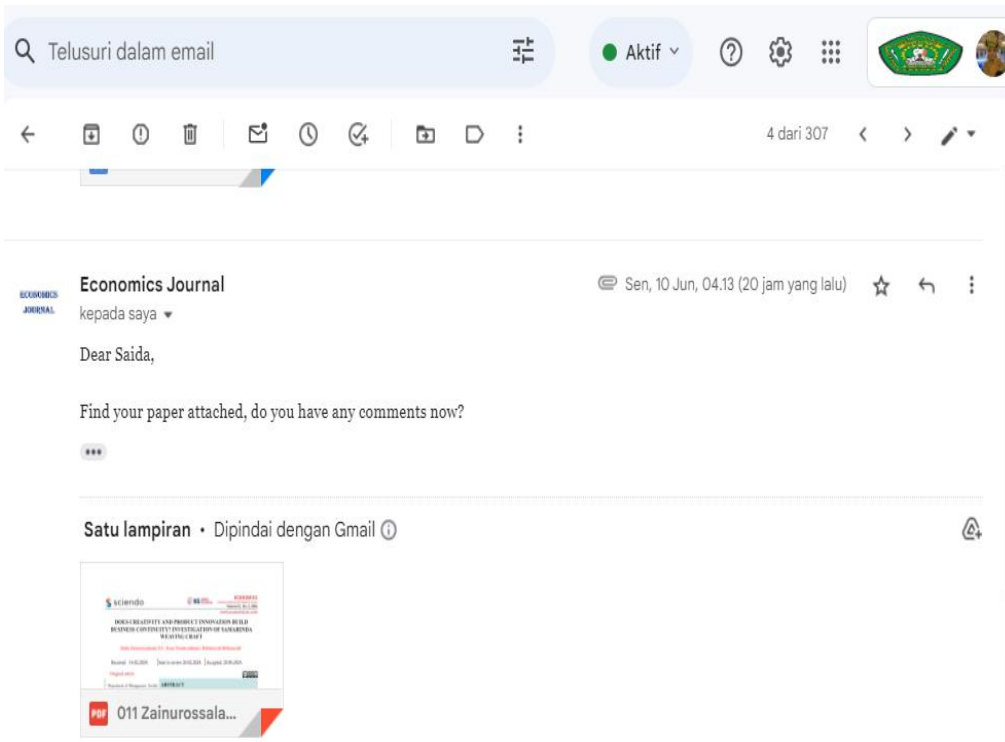 Telusuri dalam email
Aktif
4 dari 307
ECONOMICS
JOURNAL
Economics Journal
Sen, 10 Jun, 04.13 (20 jam yang lalu)
kepada saya
Dear Saida,
Find your paper attached, do you have any comments now?
Satu lampiran • Dipindai dengan Gmail
sciendo
DOES CREATIVITY AND PRODUCT INNOVATION BUILD
BUSINESS CONTINUITY? INVESTIGATION OF SAMARINDA
WEAVING CRAFT
ABSTRACT
PDF
011 Zainurossala...